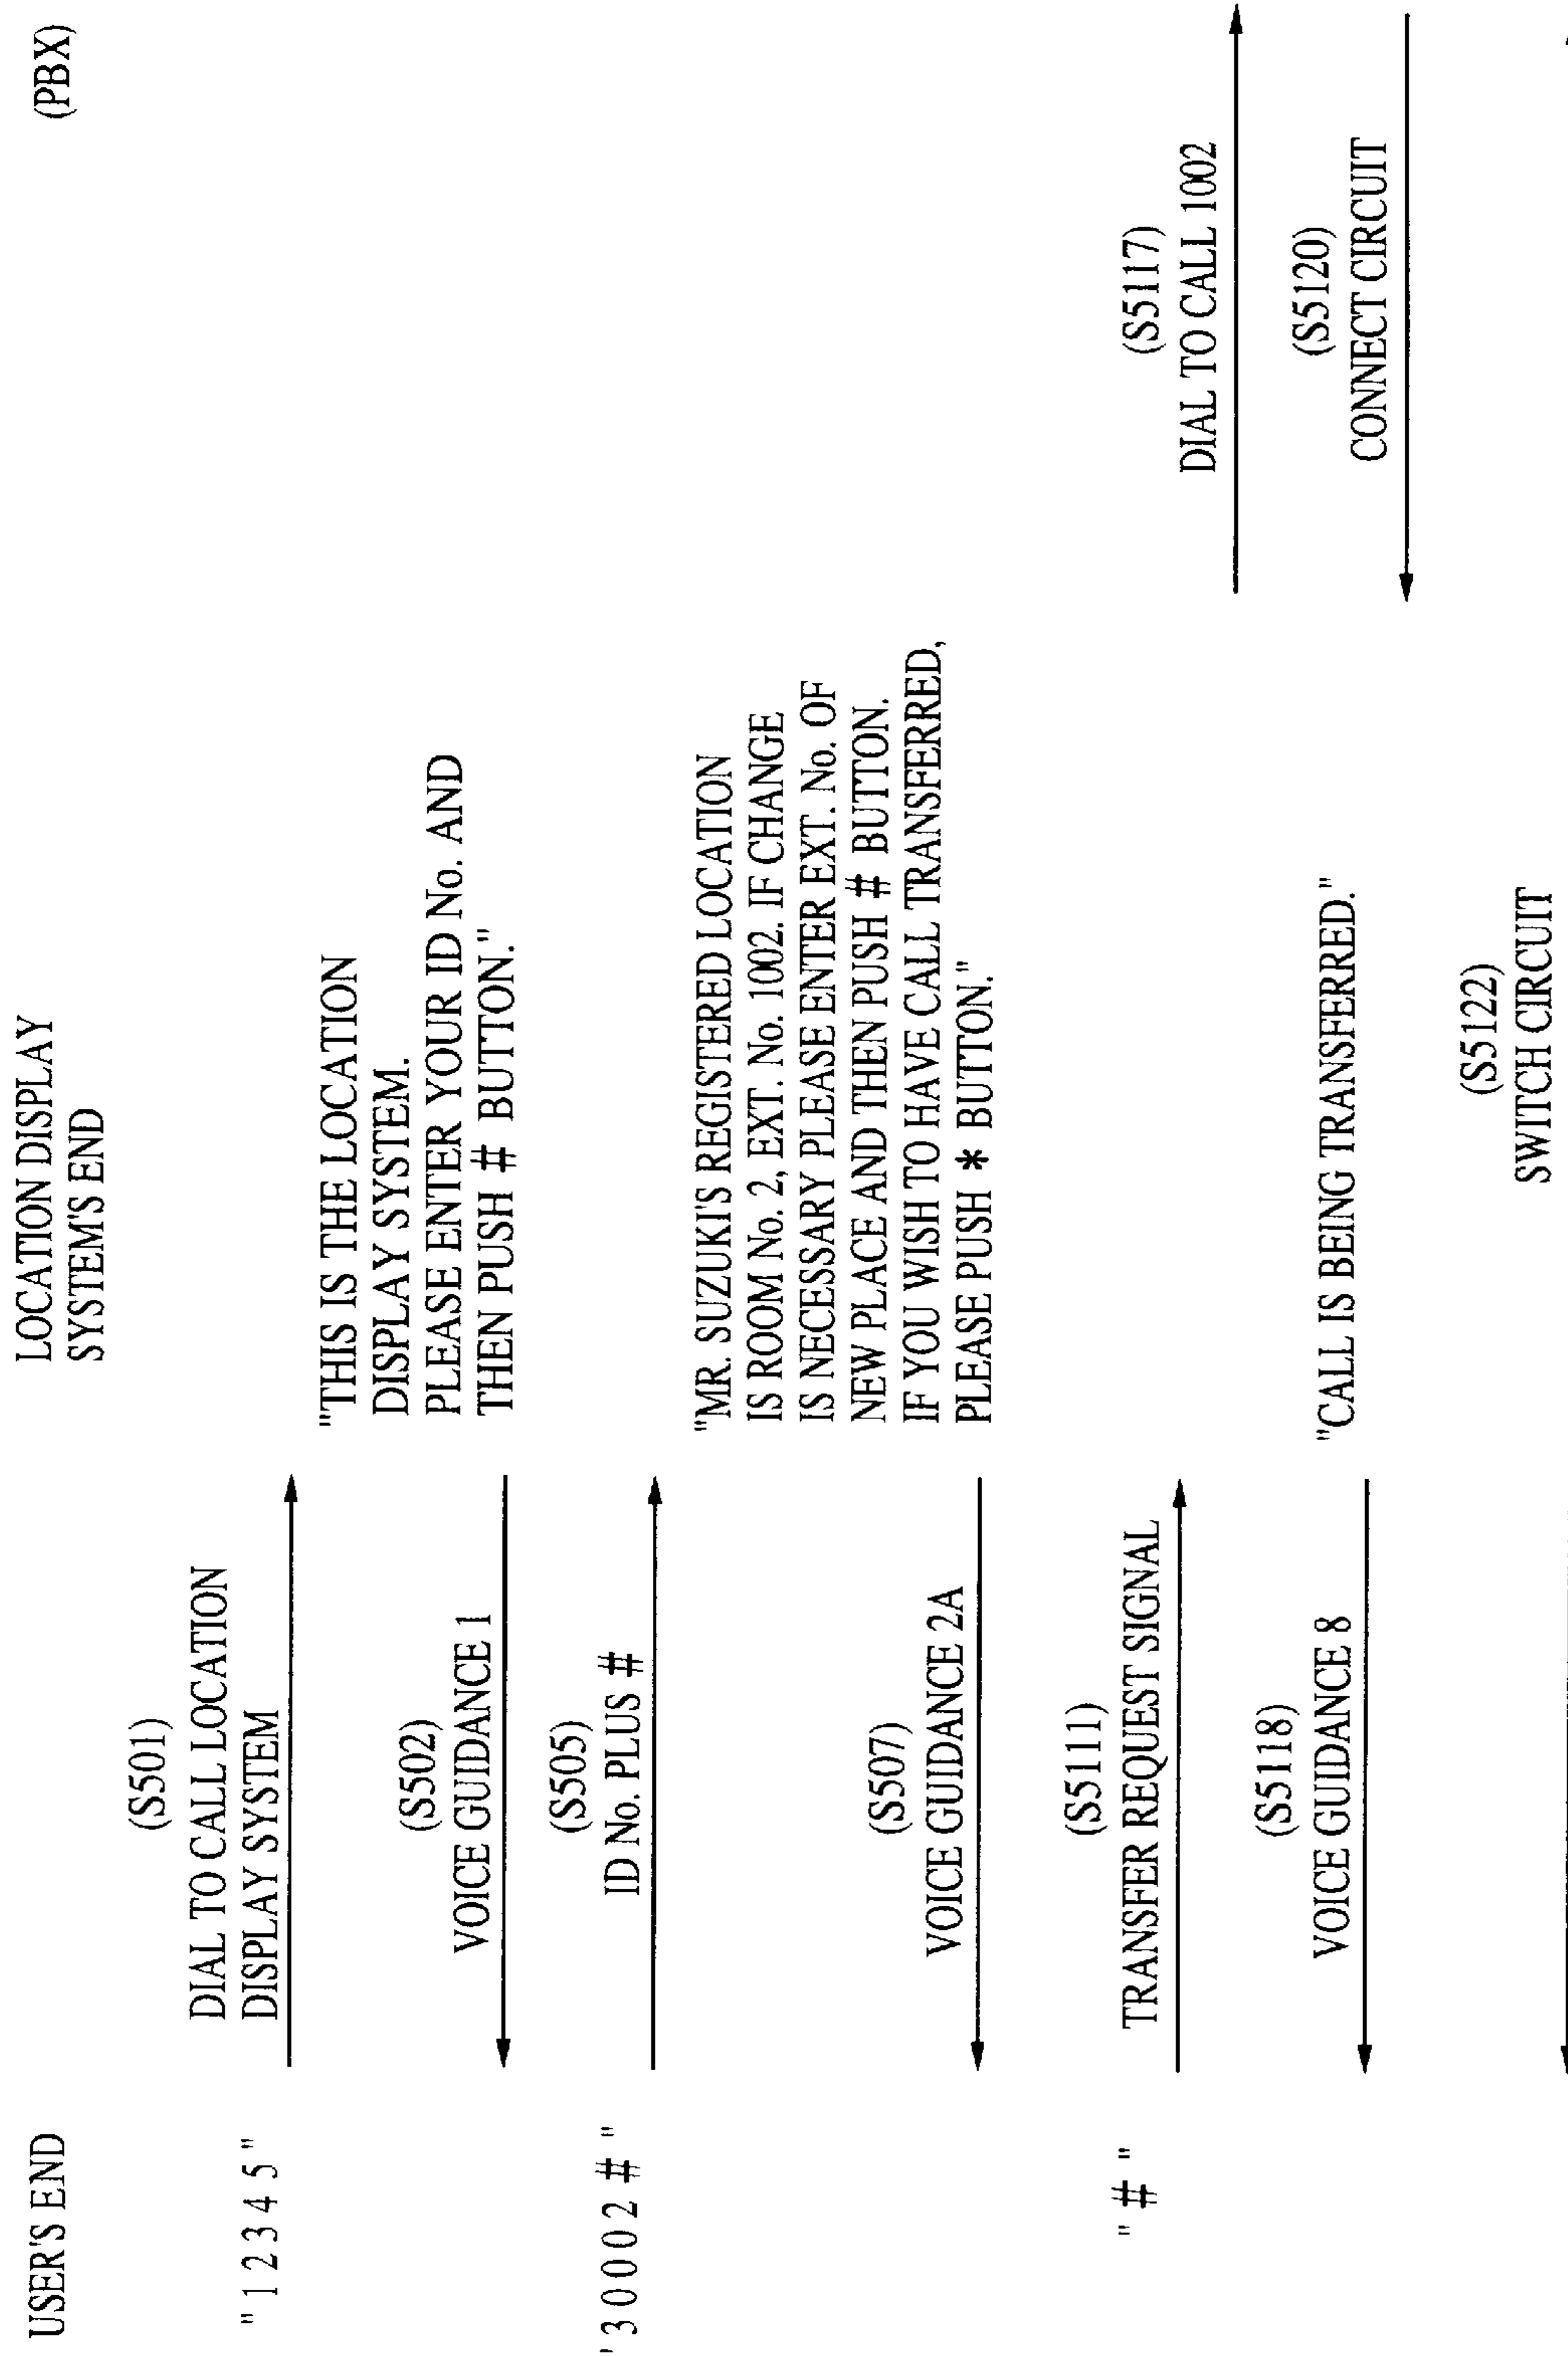 USER'S END
LOCATION DISPLAY
SYSTEM'S END
(PBX)
(S501)
DIAL TO CALL LOCATION
DISPLAY SYSTEM
" 1 2 3 4 5 "
"THIS IS THE LOCATION
DISPLAY SYSTEM.
PLEASE ENTER YOUR ID No. AND
THEN PUSH # BUTTON."
(S502)
VOICE GUIDANCE 1
(S505)
ID No. PLUS #
' 3 0 0 0 2 # "
"MR. SUZUKI'S REGISTERED LOCATION
IS ROOM No. 2, EXT. No. 1002. IF CHANGE
IS NECESSARY PLEASE ENTER EXT. No. OF
NEW PLACE AND THEN PUSH # BUTTON.
IF YOU WISH TO HAVE CALL TRANSFERRED,
PLEASE PUSH * BUTTON."
(S507)
VOICE GUIDANCE 2A
(S5111)
TRANSFER REQUEST SIGNAL
" # "
(S5117)
DIAL TO CALL 1002
(S5118)
VOICE GUIDANCE 8
"CALL IS BEING TRANSFERRED."
(S5120)
CONNECT CIRCUIT
(S5122)
SWITCH CIRCUIT